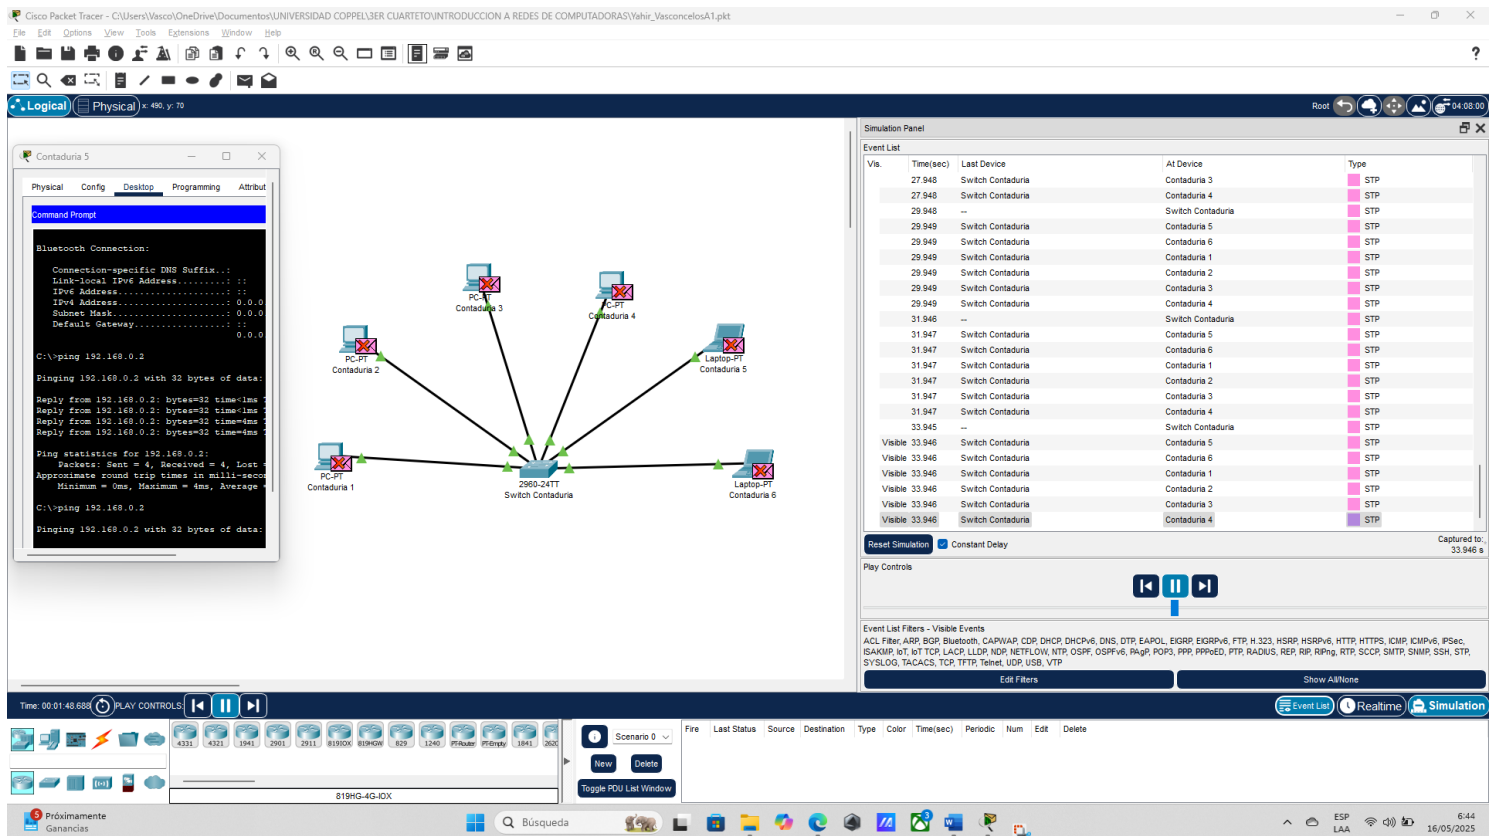 Cisco Packet Tracer - C:\Users\Vasco\OneDrive\Documentos\UNIVERSIDAD COPPEL\3ER CUARTETO\INTRODUCCION A REDES DE COMPUTADORAS\Yahir_VasconcelosA1.pkt
File Edit Options View Tools Extensions Window Help
?
Logical Physical x: 490, y: 70 Root 04:08:00
Contaduria 5
Physical Config Desktop Programming Attribut
Command Prompt
Bluetooth Connection:
Connection-specific DNS Suffix..:
Link-local IPv6 Address.........: ::
IPv6 Address....................: ::
IPv4 Address....................: 0.0.0
Subnet Mask.....................: 0.0.0
Default Gateway.................: ::
0.0.0
C:\>ping 192.168.0.2
Pinging 192.168.0.2 with 32 bytes of data:
Reply from 192.168.0.2: bytes=32 time<1ms
Reply from 192.168.0.2: bytes=32 time<1ms
Reply from 192.168.0.2: bytes=32 time=4ms
Reply from 192.168.0.2: bytes=32 time=4ms
Ping statistics for 192.168.0.2:
Packets: Sent = 4, Received = 4, Lost =
Approximate round trip times in milli-secon
Minimum = 0ms, Maximum = 4ms, Average =
C:\>ping 192.168.0.2
Pinging 192.168.0.2 with 32 bytes of data:
PC-PT
Contaduria 3
PC-PT
Contaduria 4
PC-PT
Contaduria 2
Laptop-PT
Contaduria 5
PC-PT
Contaduria 1
2960-24TT
Switch Contaduria
Laptop-PT
Contaduria 6
Simulation Panel
Event List
Vis. Time(sec) Last Device At Device Type
27.948 Switch Contaduria Contaduria 3 STP
27.948 Switch Contaduria Contaduria 4 STP
29.948 -- Switch Contaduria STP
29.949 Switch Contaduria Contaduria 5 STP
29.949 Switch Contaduria Contaduria 6 STP
29.949 Switch Contaduria Contaduria 1 STP
29.949 Switch Contaduria Contaduria 2 STP
29.949 Switch Contaduria Contaduria 3 STP
29.949 Switch Contaduria Contaduria 4 STP
31.946 -- Switch Contaduria STP
31.947 Switch Contaduria Contaduria 5 STP
31.947 Switch Contaduria Contaduria 6 STP
31.947 Switch Contaduria Contaduria 1 STP
31.947 Switch Contaduria Contaduria 2 STP
31.947 Switch Contaduria Contaduria 3 STP
31.947 Switch Contaduria Contaduria 4 STP
33.945 -- Switch Contaduria STP
Visible 33.946 Switch Contaduria Contaduria 5 STP
Visible 33.946 Switch Contaduria Contaduria 6 STP
Visible 33.946 Switch Contaduria Contaduria 1 STP
Visible 33.946 Switch Contaduria Contaduria 2 STP
Visible 33.946 Switch Contaduria Contaduria 3 STP
Visible 33.946 Switch Contaduria Contaduria 4 STP
Reset Simulation Constant Delay Captured to:
33.946 s
Play Controls
Event List Filters - Visible Events
ACL Filter, ARP, BGP, Bluetooth, CAPWAP, CDP, DHCP, DHCPv6, DNS, DTP, EAPOL, EIGRP, EIGRPv6, FTP, H.323, HSRP, HSRPv6, HTTP, HTTPS, ICMP, ICMPv6, IPSec,
ISAKMP, IoT, IoT TCP, LACP, LLDP, NDP, NETFLOW, NTP, OSPF, OSPFv6, PAgP, POP3, PPP, PPPoED, PTP, RADIUS, REP, RIP, RIPng, RTP, SCCP, SMTP, SNMP, SSH, STP,
SYSLOG, TACACS, TCP, TFTP, Telnet, UDP, USB, VTP
Edit Filters Show All/None
Time: 00:01:48.688 PLAY CONTROLS: Event List Realtime Simulation
4331 4321 1941 2901 2911 819IOX 819HGW 829 1240 PT-Router PT-Empty 1841 2620
819HG-4G-IOX
Scenario 0
New Delete
Toggle PDU List Window
Fire Last Status Source Destination Type Color Time(sec) Periodic Num Edit Delete
5 Próximamente
Ganancias
Búsqueda
3
ESP
LAA
6:44
16/05/2025